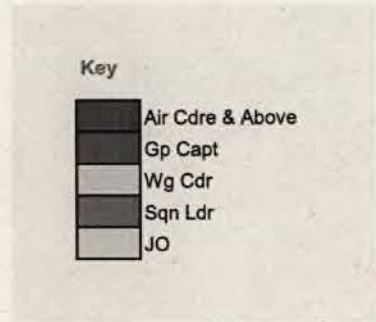 Key
Air Cdre & Above
Gp Capt
Wg Cdr
Sqn Ldr
JO